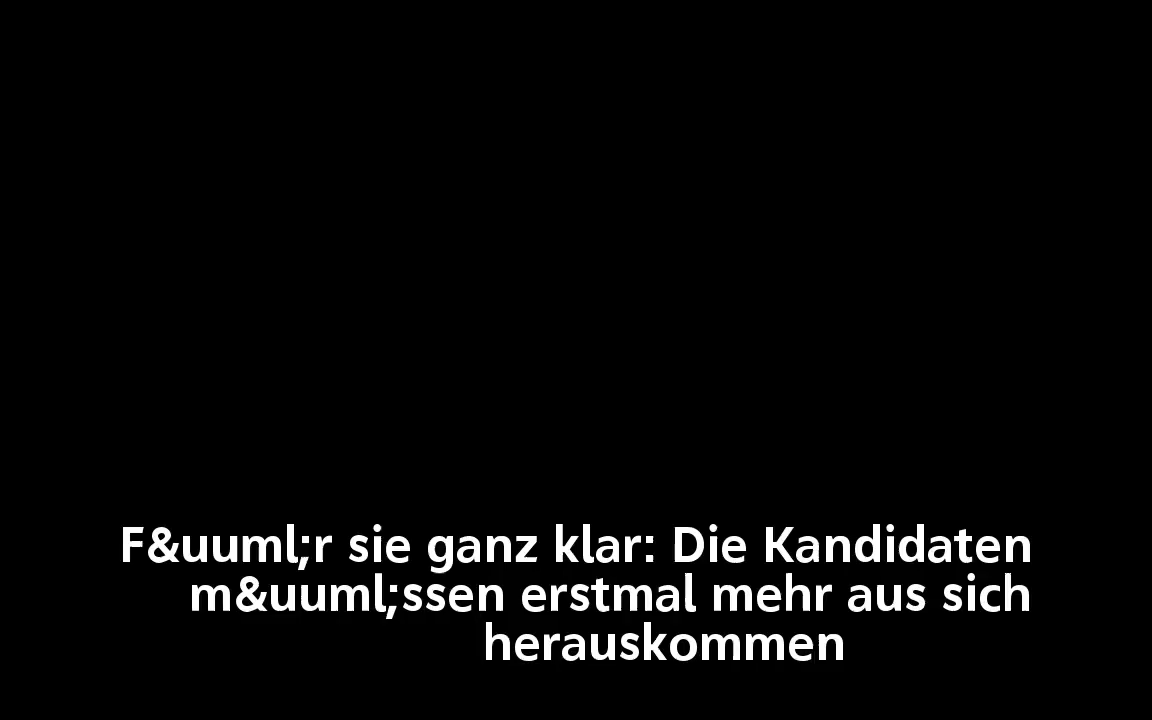 F&uuml;r sie ganz klar: Die Kandidaten
m&uuml;ssen erstmal mehr aus sich
herauskommen